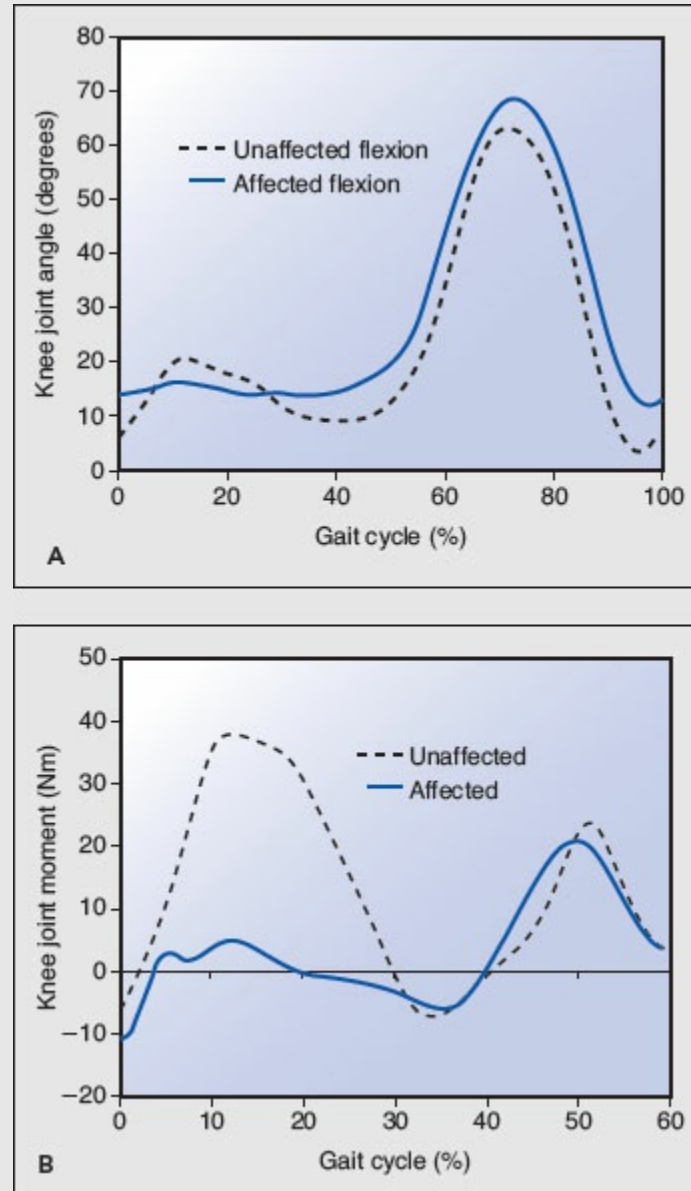 80
70
60
50
40
30
20
10
0
Knee joint angle (degrees)
Unaffected flexion
Affected flexion
0 20 40 60 80 100
Gait cycle (%)
A
50
40
30
20
10
0
−10
−20
Knee joint moment (Nm)
Unaffected
Affected
0 10 20 30 40 50 60
Gait cycle (%)
B